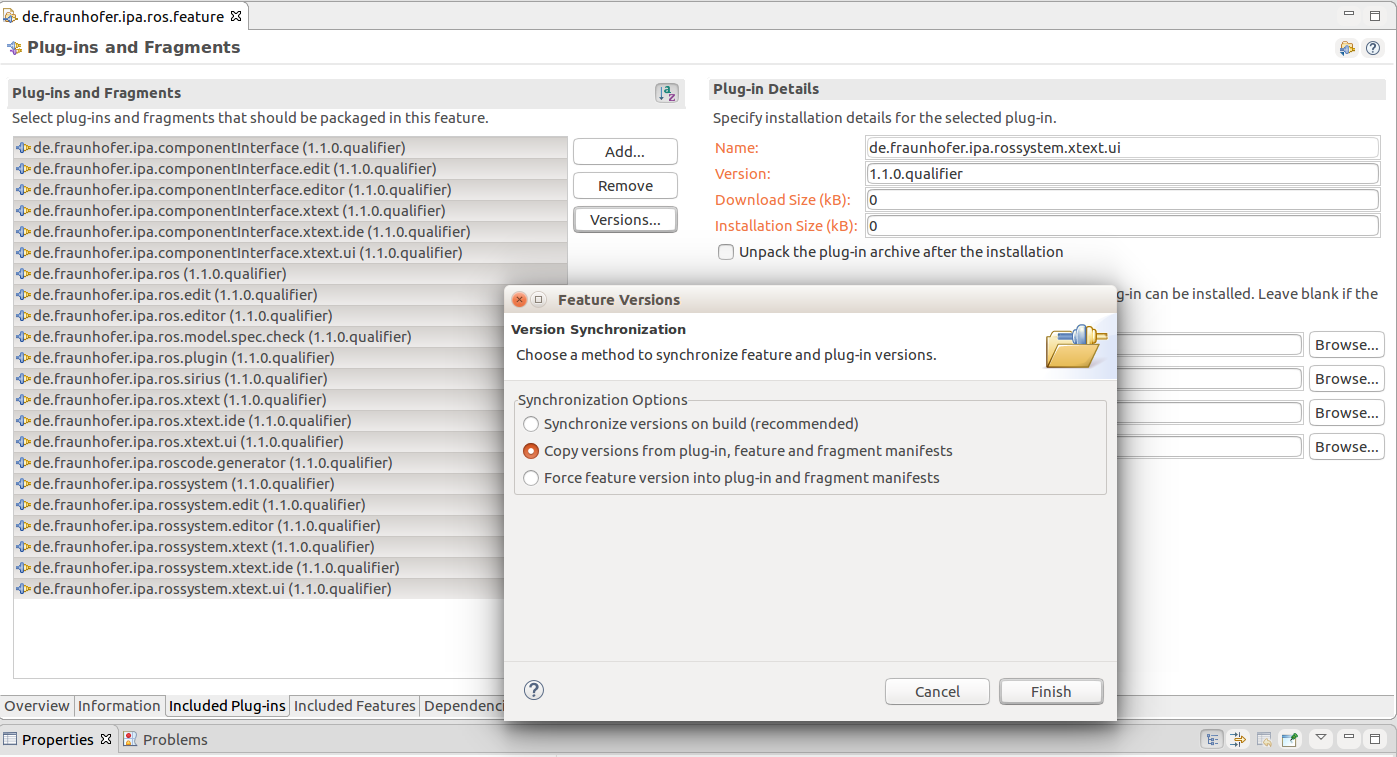 de.fraunhofer.ipa.ros.feature
Plug-ins and Fragments
Plug-ins and Fragments
Select plug-ins and fragments that should be packaged in this feature.
de.fraunhofer.ipa.componentInterface (1.1.0.qualifier)
de.fraunhofer.ipa.componentInterface.edit (1.1.0.qualifier)
de.fraunhofer.ipa.componentInterface.editor (1.1.0.qualifier)
de.fraunhofer.ipa.componentInterface.xtext (1.1.0.qualifier)
de.fraunhofer.ipa.componentInterface.xtext.ide (1.1.0.qualifier)
de.fraunhofer.ipa.componentInterface.xtext.ui (1.1.0.qualifier)
de.fraunhofer.ipa.ros (1.1.0.qualifier)
de.fraunhofer.ipa.ros.edit (1.1.0.qualifier)
de.fraunhofer.ipa.ros.editor (1.1.0.qualifier)
de.fraunhofer.ipa.ros.model.spec.check (1.1.0.qualifier)
de.fraunhofer.ipa.ros.plugin (1.1.0.qualifier)
de.fraunhofer.ipa.ros.sirius (1.1.0.qualifier)
de.fraunhofer.ipa.ros.xtext (1.1.0.qualifier)
de.fraunhofer.ipa.ros.xtext.ide (1.1.0.qualifier)
de.fraunhofer.ipa.ros.xtext.ui (1.1.0.qualifier)
de.fraunhofer.ipa.roscode.generator (1.1.0.qualifier)
de.fraunhofer.ipa.rossystem (1.1.0.qualifier)
de.fraunhofer.ipa.rossystem.edit (1.1.0.qualifier)
de.fraunhofer.ipa.rossystem.editor (1.1.0.qualifier)
de.fraunhofer.ipa.rossystem.xtext (1.1.0.qualifier)
de.fraunhofer.ipa.rossystem.xtext.ide (1.1.0.qualifier)
de.fraunhofer.ipa.rossystem.xtext.ui (1.1.0.qualifier)
Add...
Remove
Versions...
Plug-in Details
Specify installation details for the selected plug-in.
Name: de.fraunhofer.ipa.rossystem.xtext.ui
Version: 1.1.0.qualifier
Download Size (kB): 0
Installation Size (kB): 0
Unpack the plug-in archive after the installation
g-in can be installed. Leave blank if the
Browse...
Browse...
Browse...
Browse...
Feature Versions
Version Synchronization
Choose a method to synchronize feature and plug-in versions.
Synchronization Options
Synchronize versions on build (recommended)
Copy versions from plug-in, feature and fragment manifests
Force feature version into plug-in and fragment manifests
Cancel Finish
Overview Information Included Plug-ins Included Features Dependenci
Properties Problems